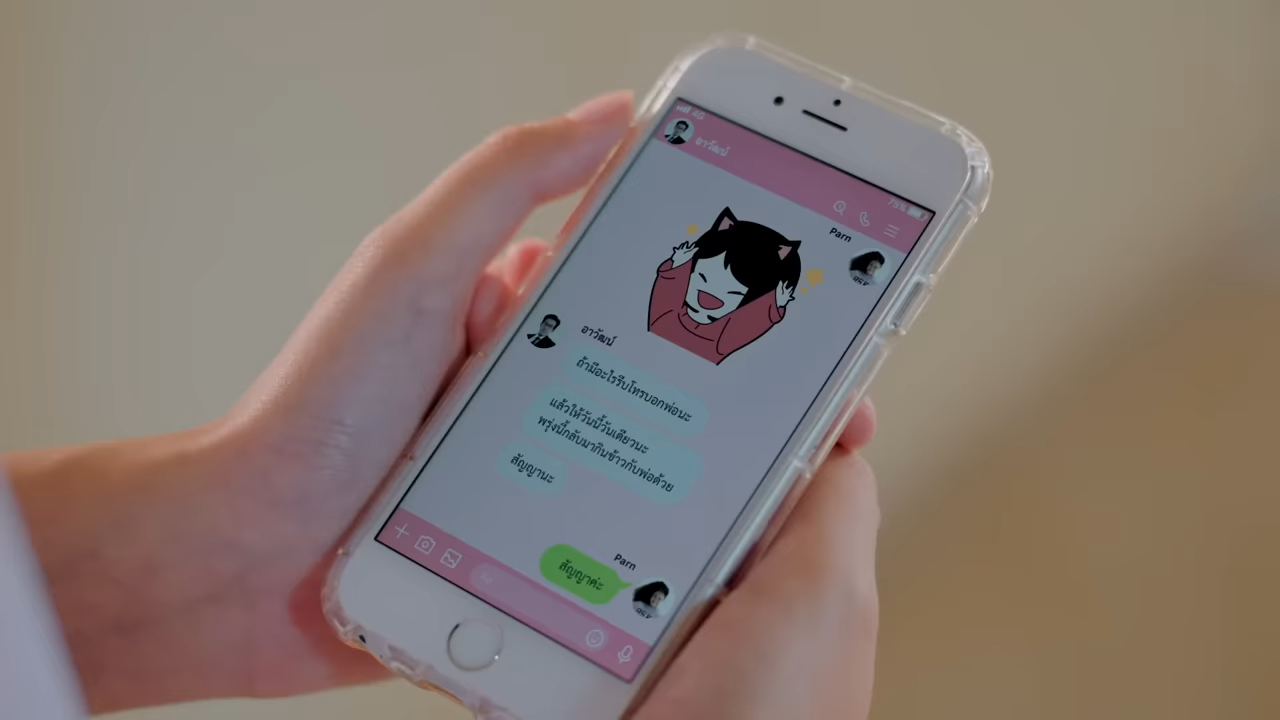 4G
75%
อาวัฒน์
Parn
อาวัฒน์
ถ้ามีอะไรรีบโทรบอกพ่อนะ
แล้วให้วันนี้วันเดียวนะ
พรุ่งนี้กลับมากินข้าวกับพ่อด้วย
สัญญานะ
Parn
สัญญาค่ะ
Aa